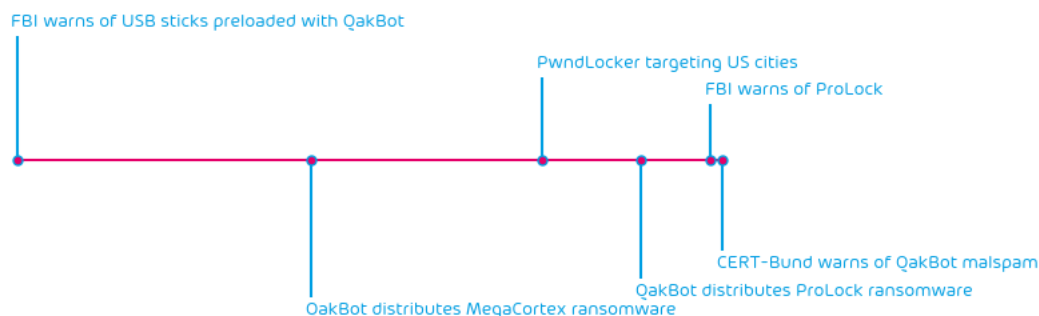 FBI warns of USB sticks preloaded with QakBot
PwndLocker targeting US cities
FBI warns of ProLock
CERT-Bund warns of QakBot malspam
QakBot distributes ProLock ransomware
QakBot distributes MegaCortex ransomware